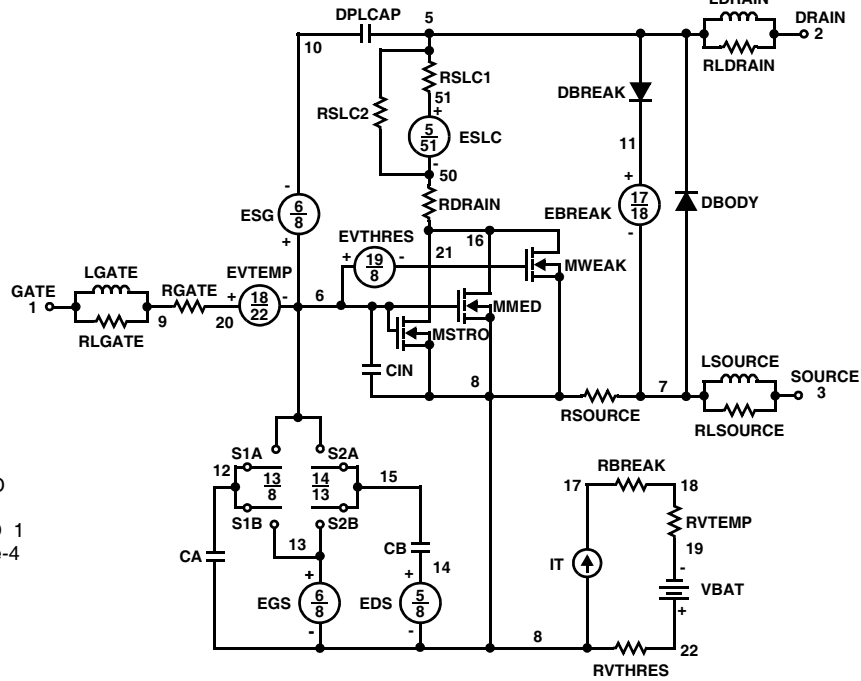 LDRAIN
DPLCAP
5
DRAIN
2
10
RLDRAIN
RSLC1
51
DBREAK
RSLC2
+
5
51
ESLC
11
-
50
-
+
ESG
6
8
RDRAIN
EBREAK
17
18
DBODY
EVTHRES
16
-
+
+
19
8
-
21
MWEAK
LGATE
EVTEMP
GATE
1
RGATE
+
18
22
-
6
MMED
9
20
RLGATE
MSTRO
LSOURCE
CIN
8
7
SOURCE
3
RSOURCE
RLSOURCE
S1A
S2A
12
13
8
14
13
15
RBREAK
17
18
S1B
S2B
RVTEMP
13
CB
19
CA
14
IT
-
+
+
VBAT
EGS
6
8
EDS
5
8
+
-
-
8
22
RVTHRES
1
e-4